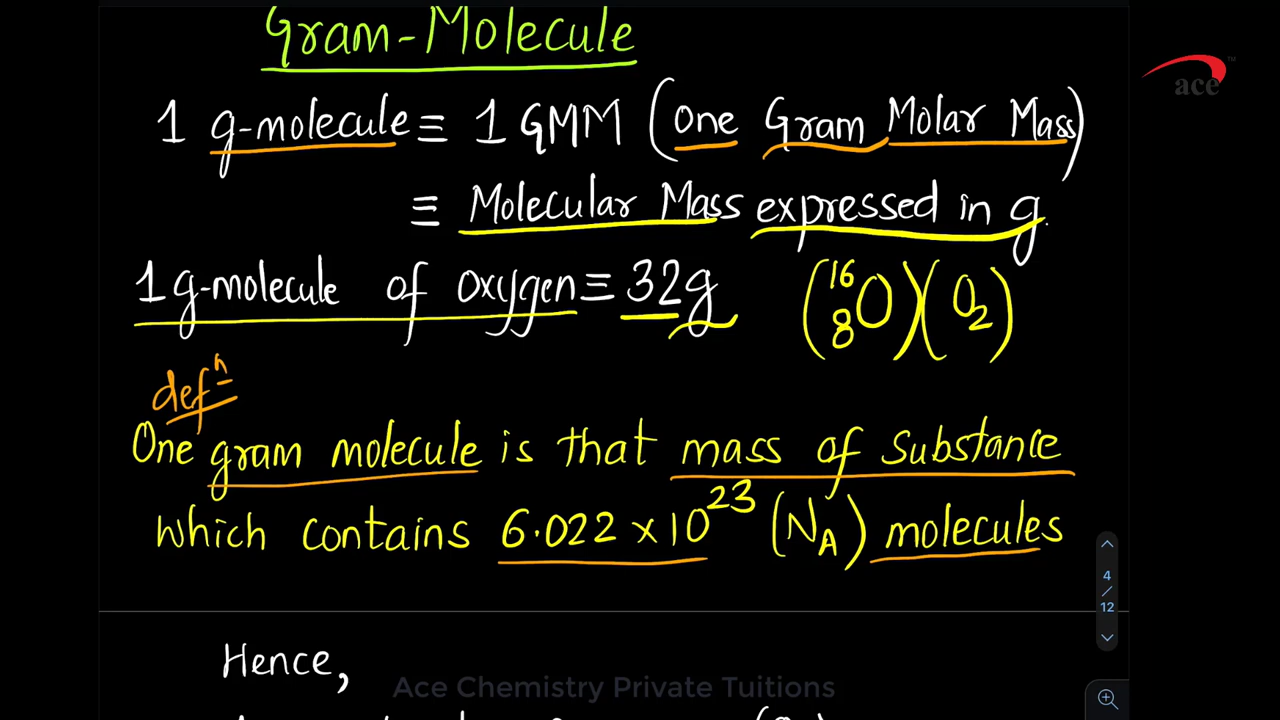 Gram-Molecule
ace™
1 g-molecule ≡ 1 GMM (One Gram Molar Mass)
≡ Molecular Mass expressed in g.
1 g-molecule of Oxygen ≡ 32g (¹⁶₈O)(O₂)
defⁿ
One gram molecule is that mass of Substance
which contains 6.022 × 10²³ (N_A) molecules
4
/
12
Hence,
Ace Chemistry Private Tuitions